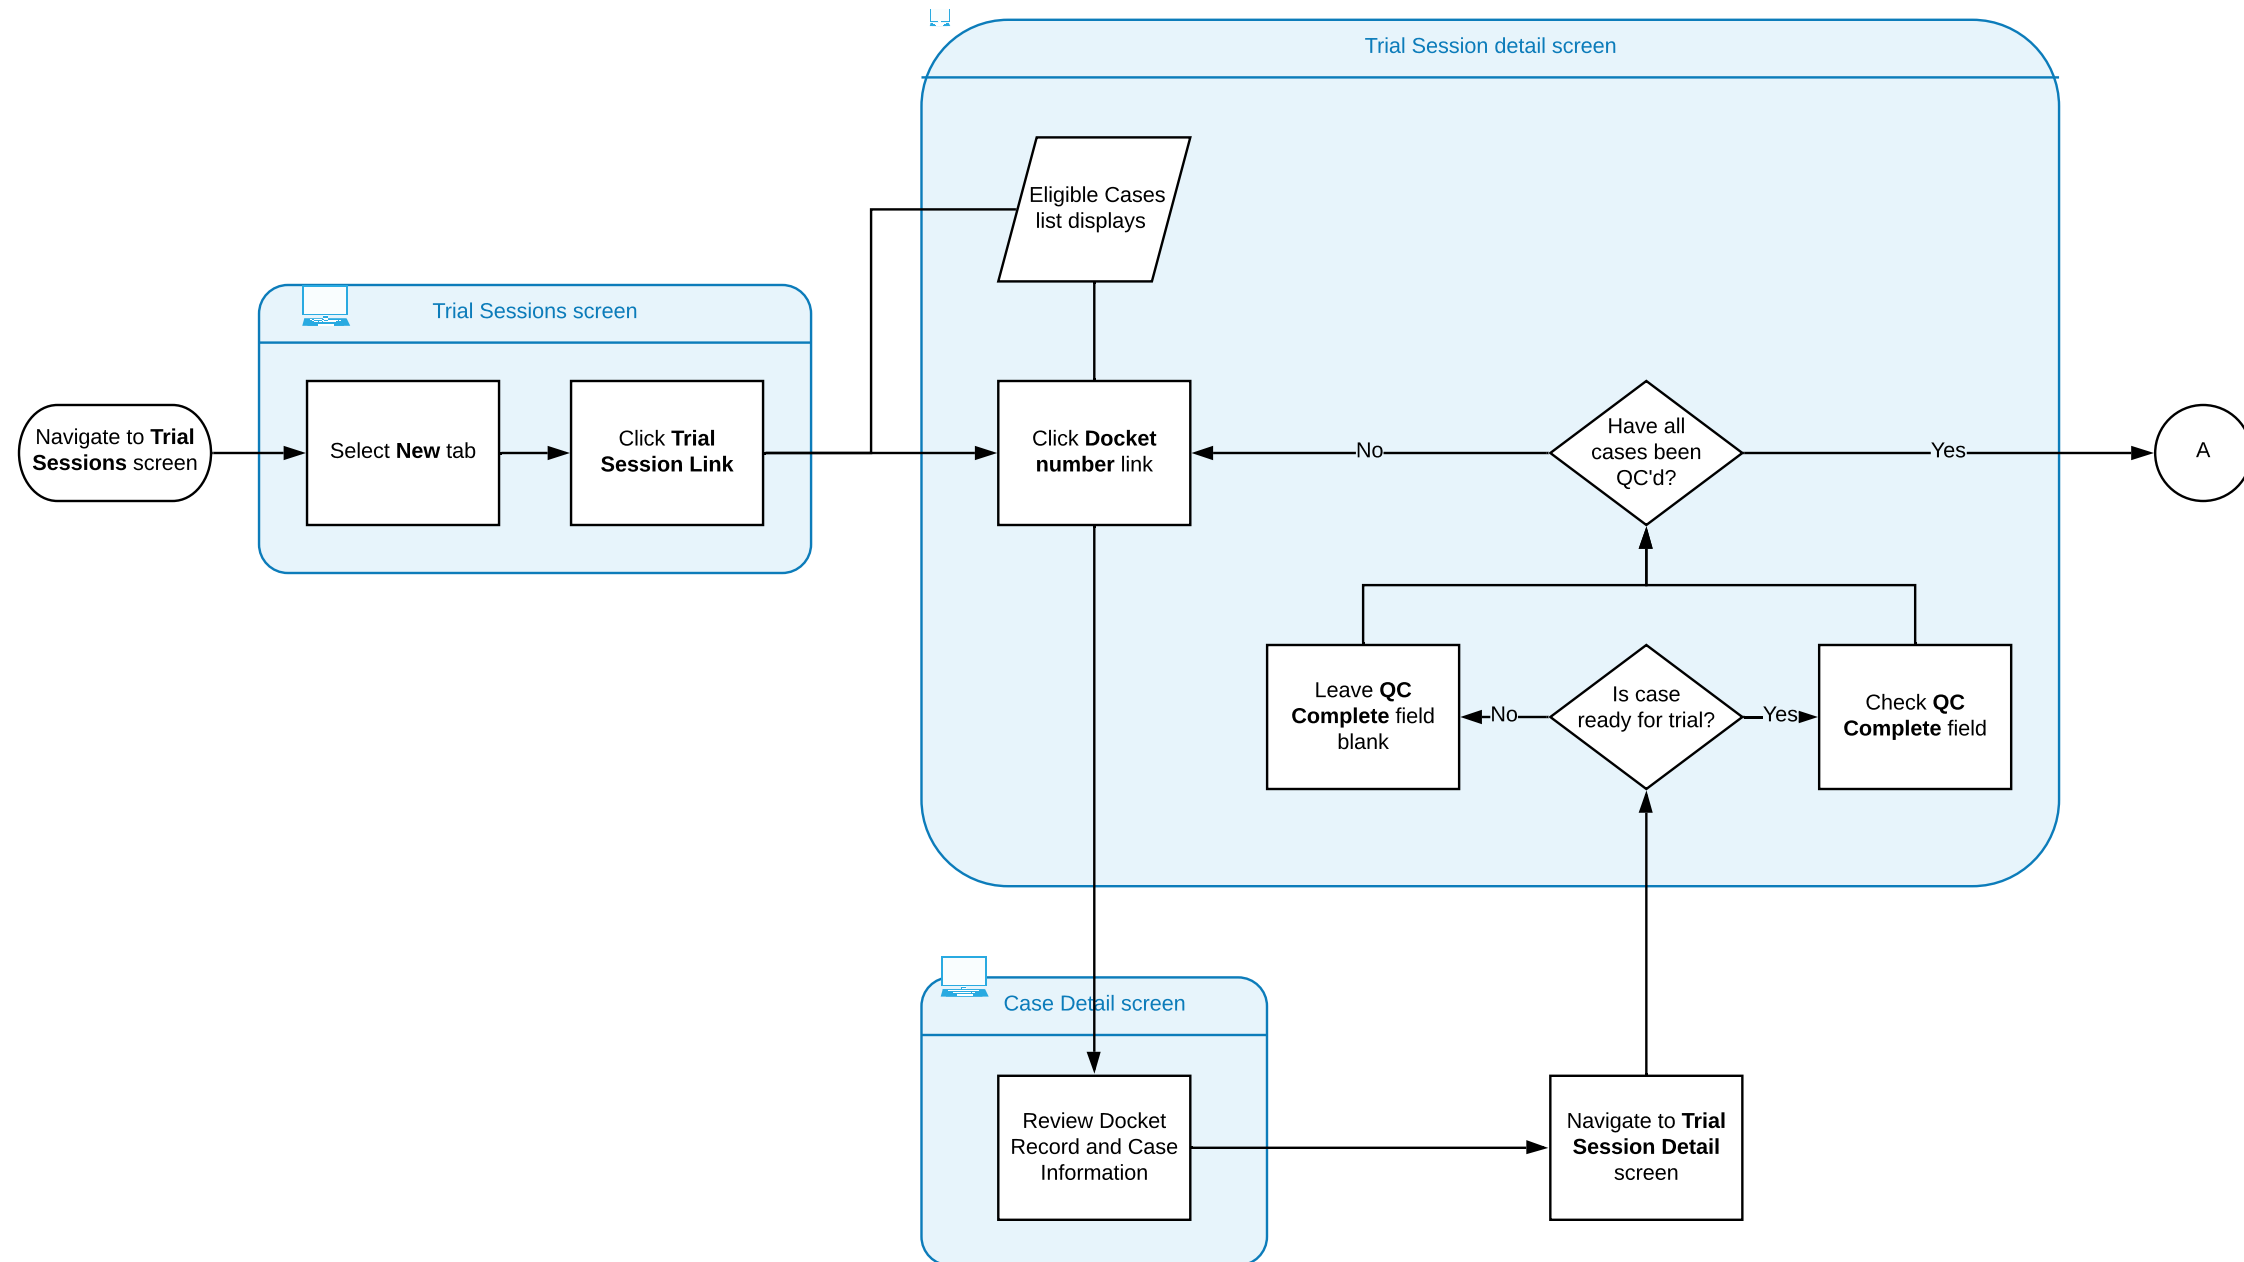 Trial Session detail screen
Eligible Cases
list displays
Trial Sessions screen
Navigate to Trial
Sessions screen
Select New tab
Click Trial
Session Link
Click Docket
number link
No
Have all
cases been
QC'd?
Yes
A
Leave QC
Complete field
blank
No
Is case
ready for trial?
Yes
Check QC
Complete field
Case Detail screen
Review Docket
Record and Case
Information
Navigate to Trial
Session Detail
screen